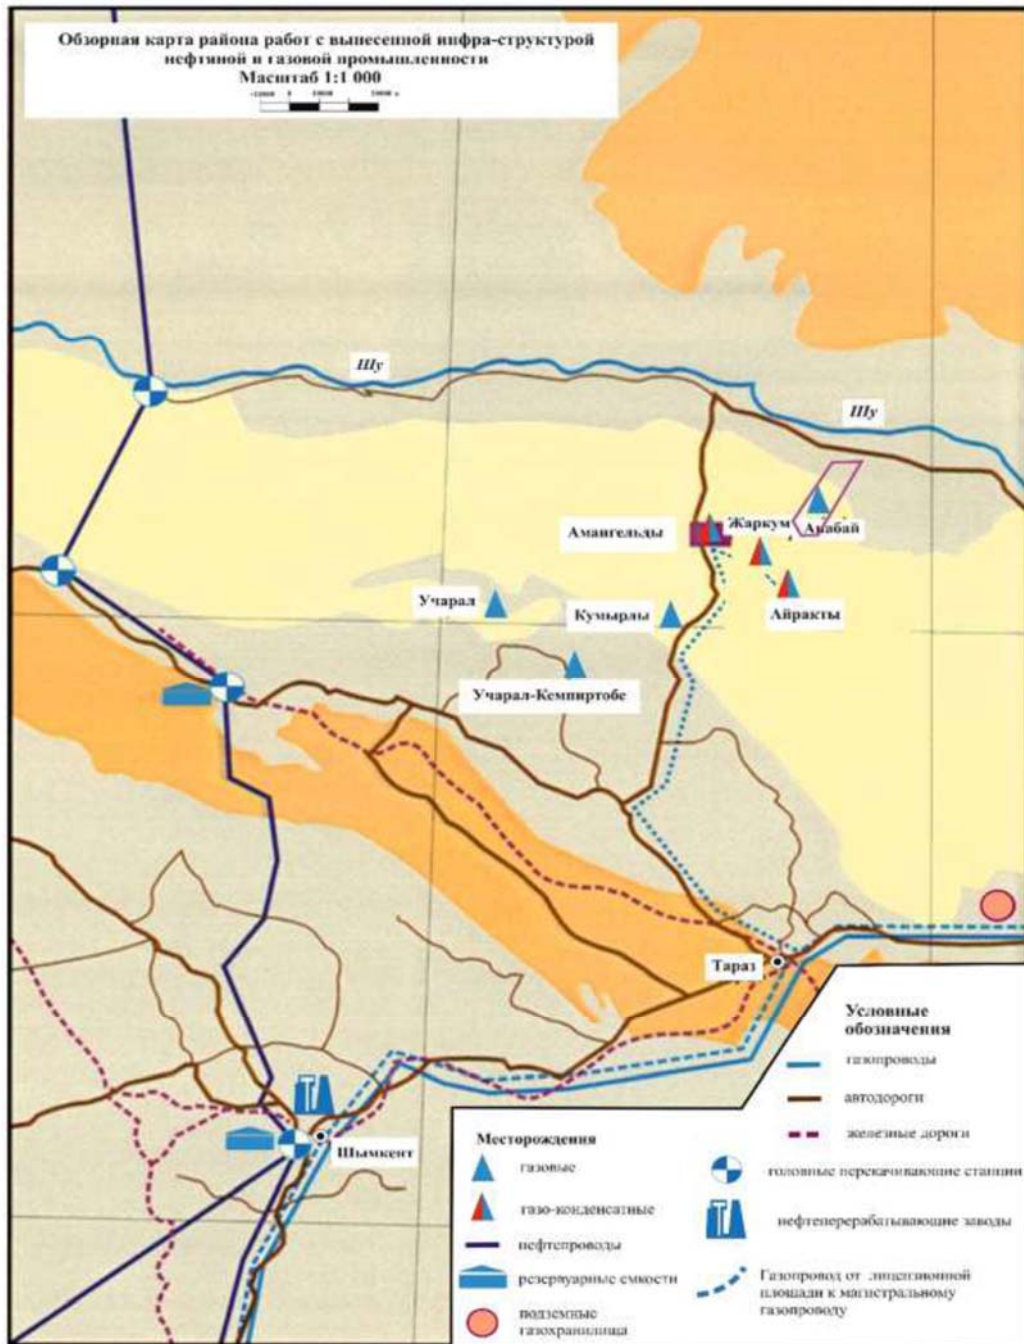 Обзорная карта района работ с вынесенной инфра-структурой
нефтяной и газовой промышленности
Масштаб 1:1 000
Шу
Шу
Амангельды
Жаркум
Анабай
Учарал
Кумырлы
Айракты
Учарал-Кемпиртобе
Тараз
Шымкент
Условные
обозначения
газопроводы
автодороги
железные дороги
Месторождения
газовые
газо-конденсатные
нефтепроводы
резервуарные емкости
подземные
газохранилища
головные перекачивающие станции
нефтеперерабатывающие заводы
Газопровод от лицензионной
площади к магистральному
газопроводу